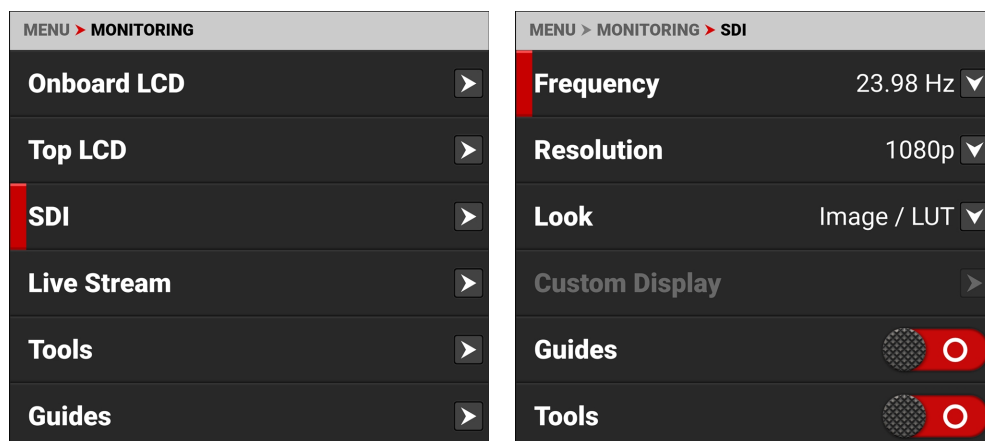 MENU > MONITORING
Onboard LCD
Top LCD
SDI
Live Stream
Tools
Guides
MENU > MONITORING > SDI
Frequency 23.98 Hz
Resolution 1080p
Look Image / LUT
Custom Display
Guides
Tools